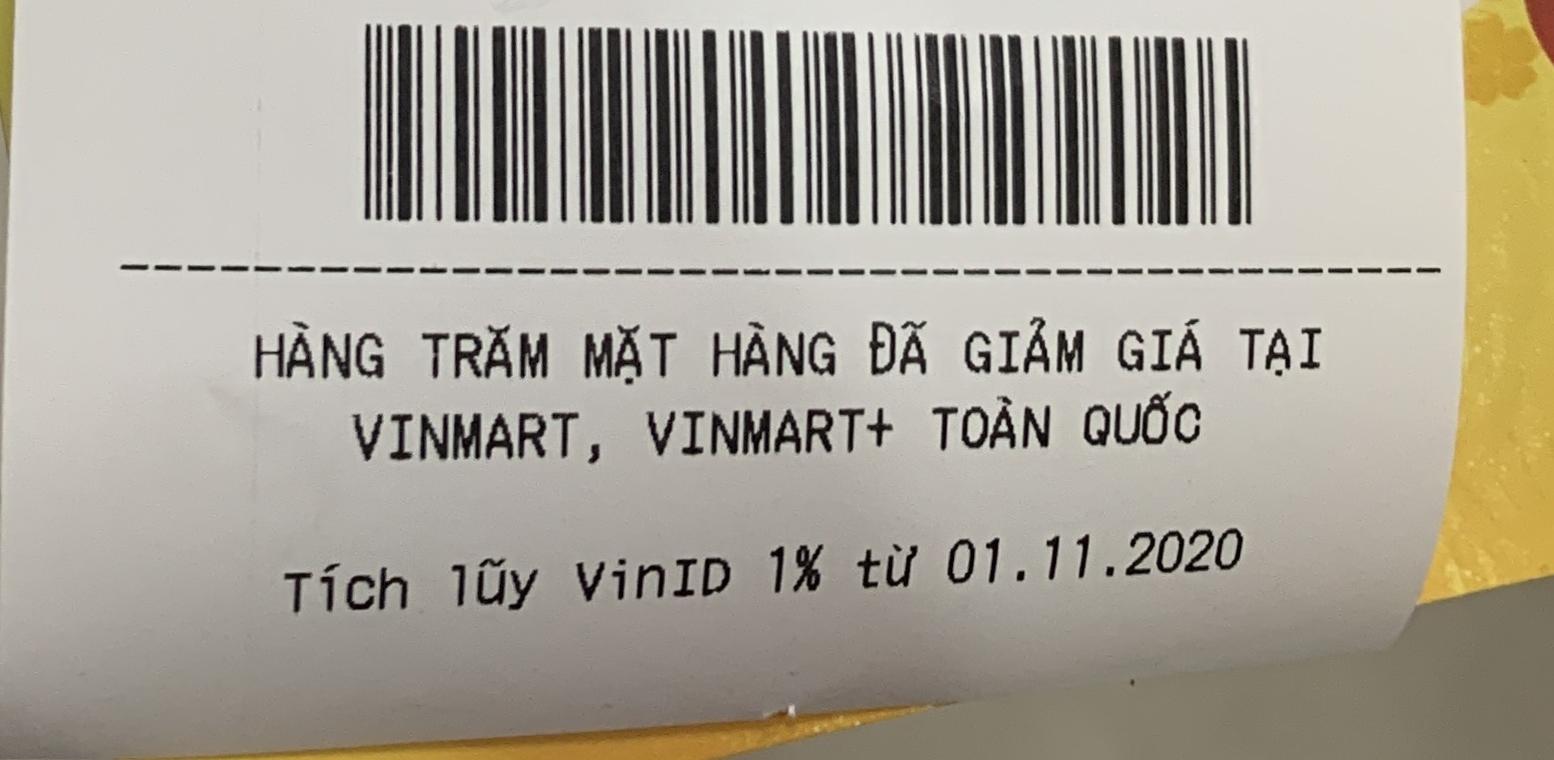 HÀNG TRĂM MẶT HÀNG ĐÃ GIẢM GIÁ TẠI
VINMART, VINMART+ TOÀN QUỐC
Tích lũy VinID 1% từ 01.11.2020